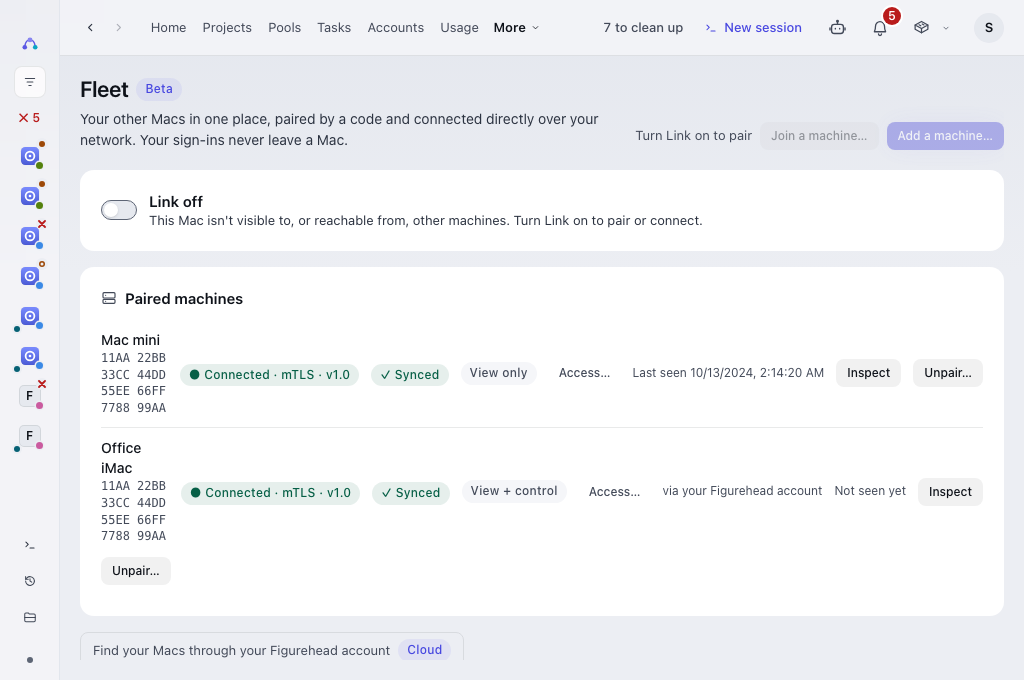 Home Projects Pools Tasks Accounts Usage More 7 to clean up New session 5 S
5
F
F
Fleet Beta
Your other Macs in one place, paired by a code and connected directly over your
network. Your sign-ins never leave a Mac.
Turn Link on to pair Join a machine... Add a machine...
Link off
This Mac isn't visible to, or reachable from, other machines. Turn Link on to pair or connect.
Paired machines
Mac mini
11AA 22BB
33CC 44DD
55EE 66FF
7788 99AA
Connected · mTLS · v1.0 ✓ Synced View only Access... Last seen 10/13/2024, 2:14:20 AM Inspect Unpair...
Office
iMac
11AA 22BB
33CC 44DD
55EE 66FF
7788 99AA
Connected · mTLS · v1.0 ✓ Synced View + control Access... via your Figurehead account Not seen yet Inspect
Unpair...
Find your Macs through your Figurehead account Cloud